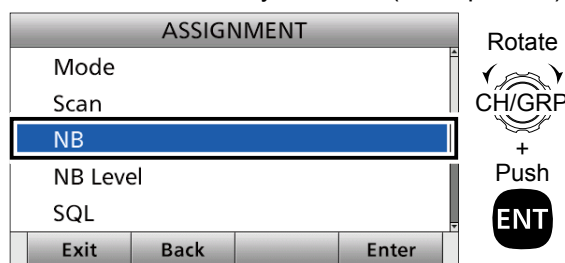 ASSIGNMENT
Mode
Scan
NB
NB Level
SQL
Exit Back Enter
Rotate
CH/GRP
+
Push
ENT